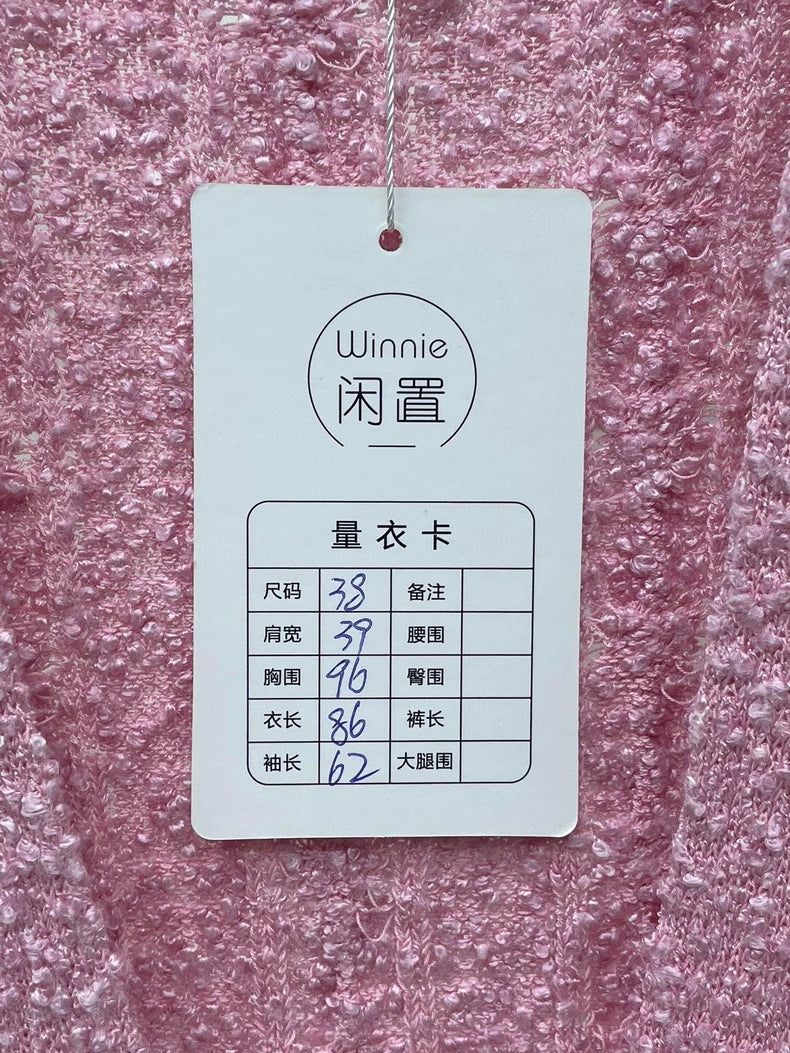 Winnie
闲置
量衣卡
尺码 38 备注
肩宽 39 腰围
胸围 96 臀围
衣长 86 裤长
袖长 62 大腿围